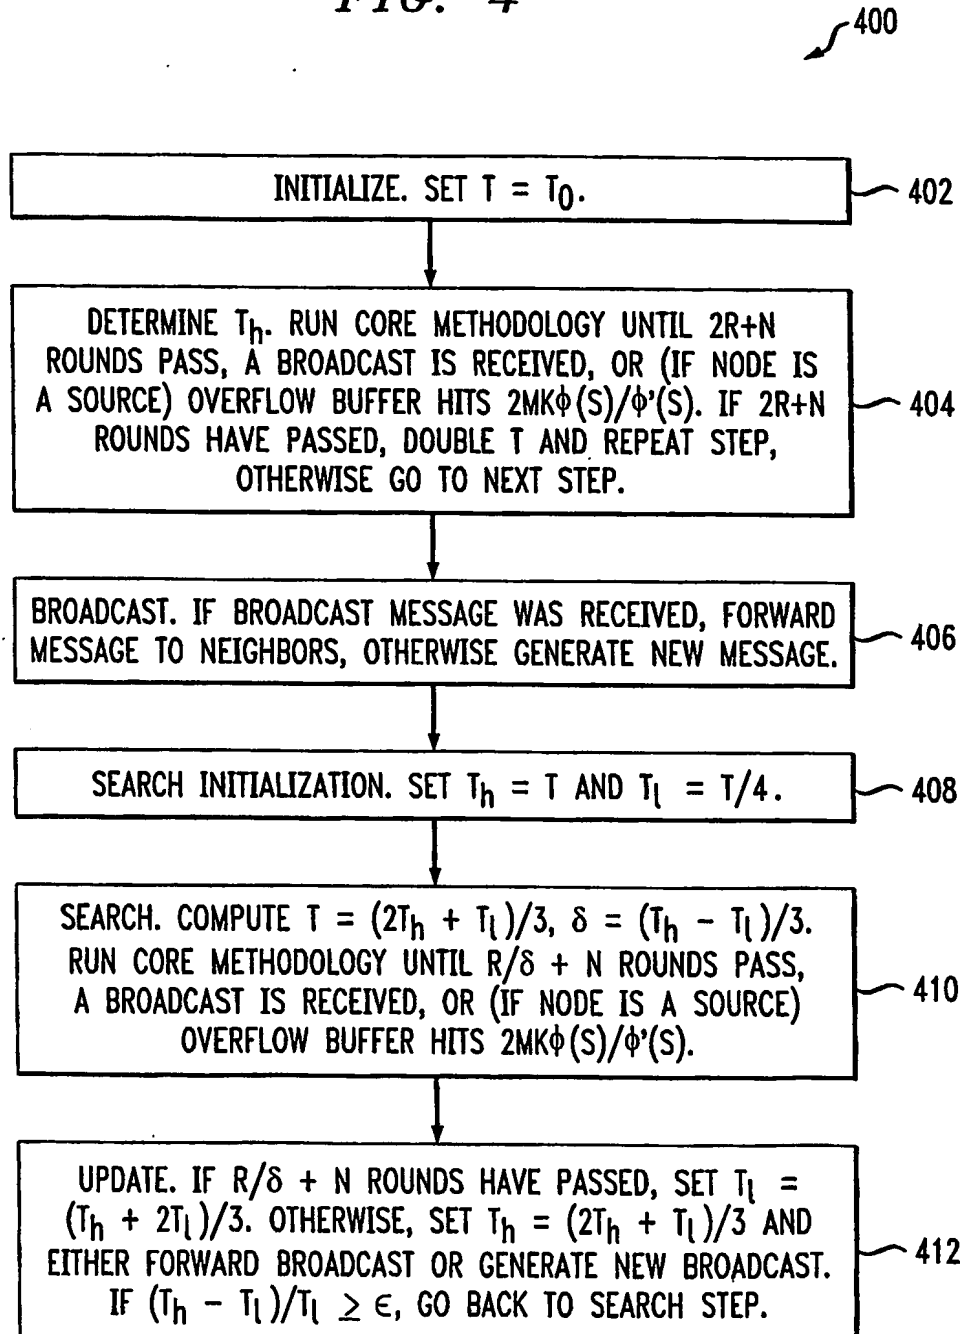 FIG. 4
400
INITIALIZE. SET T = T0.
402
DETERMINE Th. RUN CORE METHODOLOGY UNTIL 2R+N
ROUNDS PASS, A BROADCAST IS RECEIVED, OR (IF NODE IS
A SOURCE) OVERFLOW BUFFER HITS 2MKϕ(S)/ϕ'(S). IF 2R+N
ROUNDS HAVE PASSED, DOUBLE T AND REPEAT STEP,
OTHERWISE GO TO NEXT STEP.
404
BROADCAST. IF BROADCAST MESSAGE WAS RECEIVED, FORWARD
MESSAGE TO NEIGHBORS, OTHERWISE GENERATE NEW MESSAGE.
406
SEARCH INITIALIZATION. SET Th = T AND Tl = T/4.
408
SEARCH. COMPUTE T = (2Th + Tl)/3, δ = (Th - Tl)/3.
RUN CORE METHODOLOGY UNTIL R/δ + N ROUNDS PASS,
A BROADCAST IS RECEIVED, OR (IF NODE IS A SOURCE)
OVERFLOW BUFFER HITS 2MKϕ(S)/ϕ'(S).
410
UPDATE. IF R/δ + N ROUNDS HAVE PASSED, SET Tl =
(Th + 2Tl)/3. OTHERWISE, SET Th = (2Th + Tl)/3 AND
EITHER FORWARD BROADCAST OR GENERATE NEW BROADCAST.
IF (Th - Tl)/Tl ≥ ϵ, GO BACK TO SEARCH STEP.
412